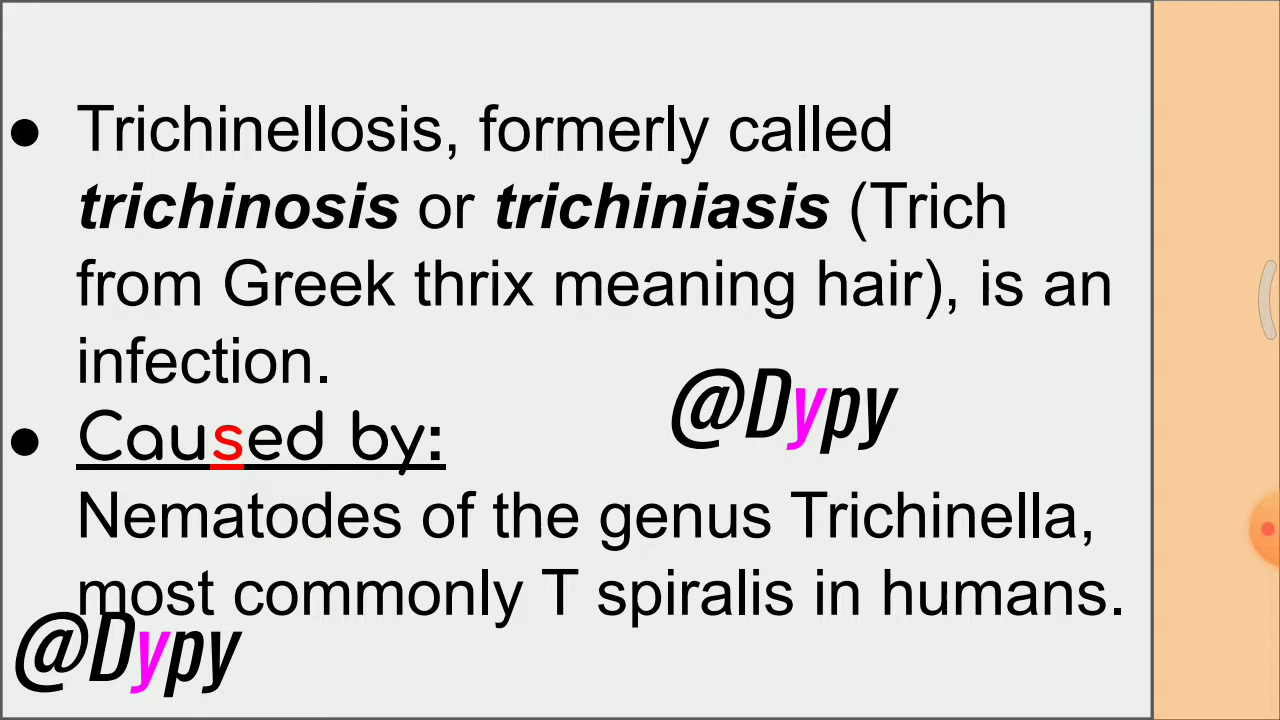 ● Trichinellosis, formerly called
trichinosis or trichiniasis (Trich
from Greek thrix meaning hair), is an
infection.
@Dypy
● Caused by:
Nematodes of the genus Trichinella,
most commonly T spiralis in humans.
@Dypy